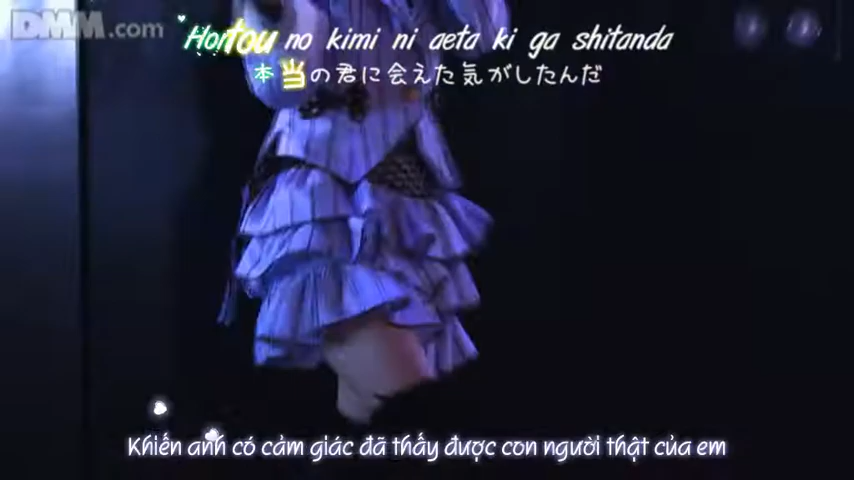 DMM.com
Hontou no kimi ni aeta ki ga shitanda
本当の君に会えた気がしたんだ
Khiến anh có cảm giác đã thấy được con người thật của em